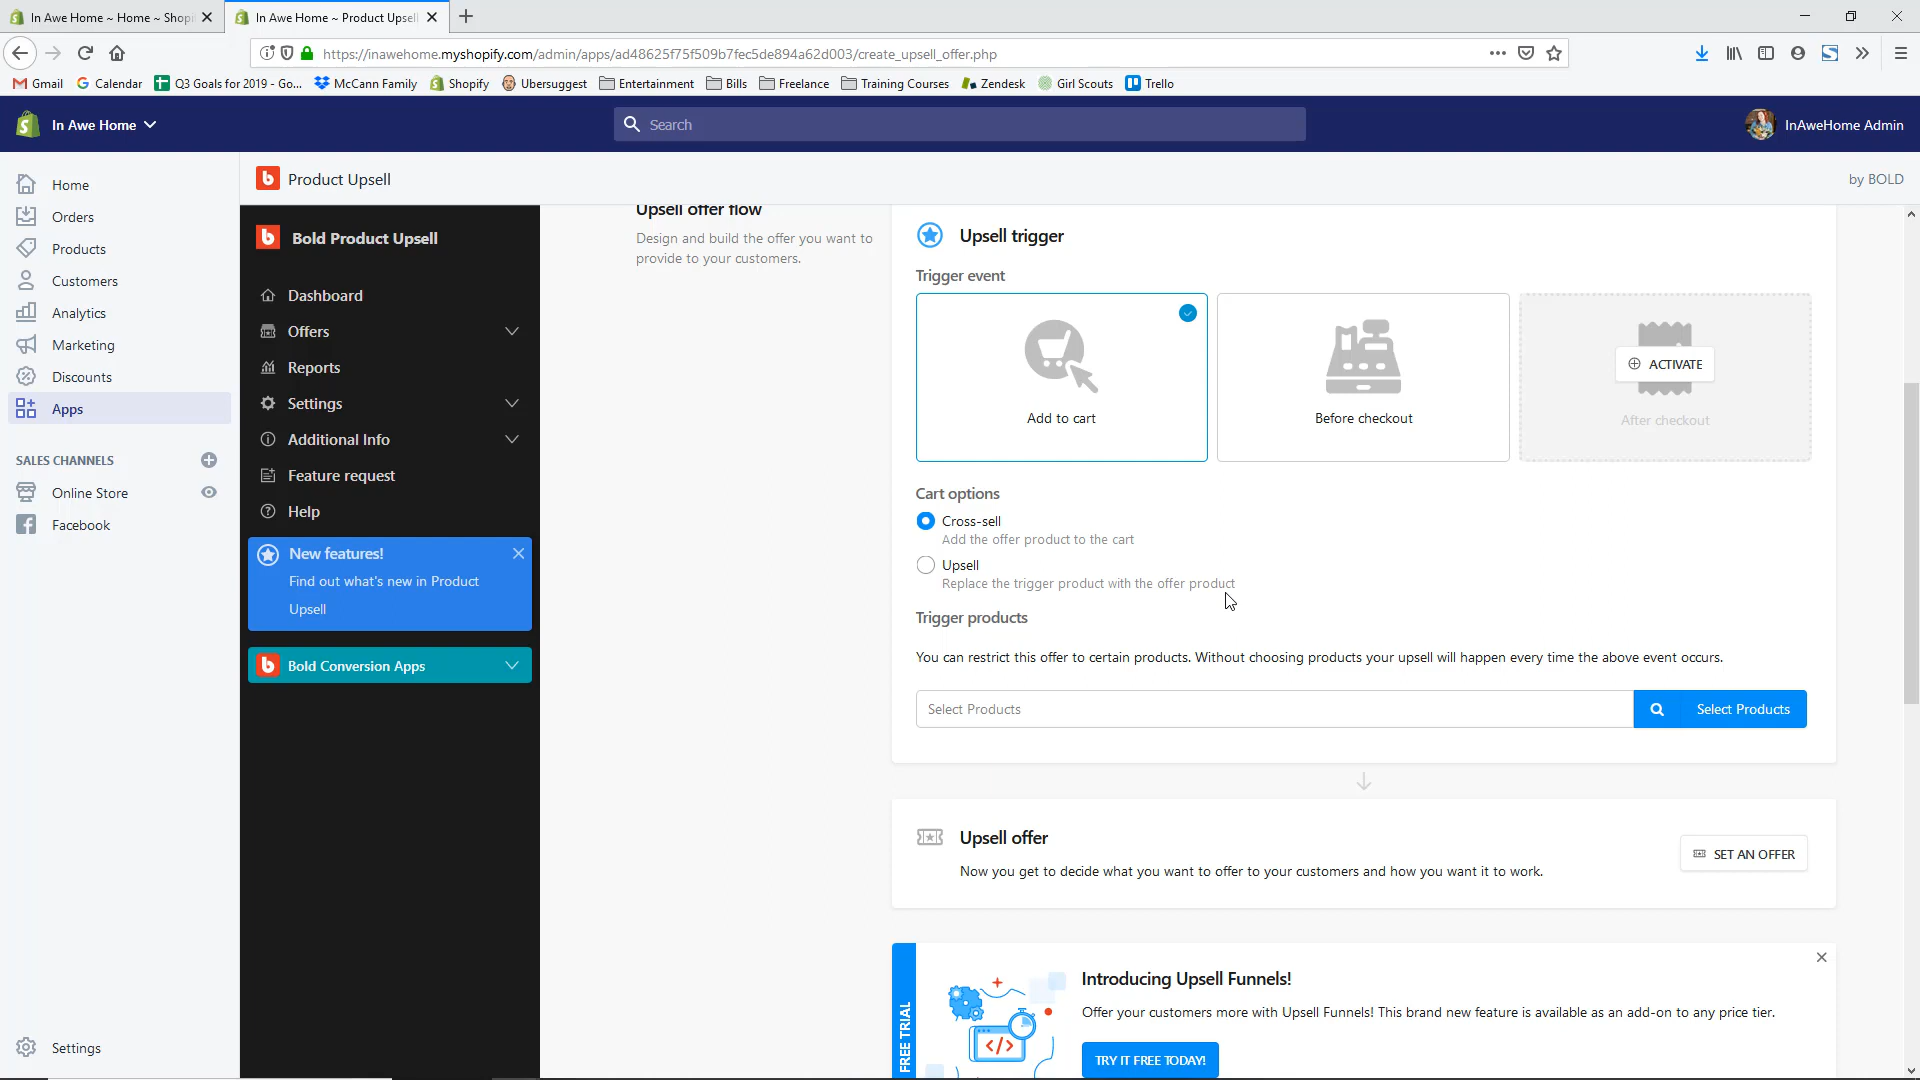 In Awe Home ~ Home ~ Shopi
In Awe Home ~ Product Upsell
https://inawehome.myshopify.com/admin/apps/ad48625f75f509b7fec5de894a62d003/create_upsell_offer.php
Gmail
Calendar
Q3 Goals for 2019 - Go...
McCann Family
Shopify
Ubersuggest
Entertainment
Bills
Freelance
Training Courses
Zendesk
Girl Scouts
Trello
In Awe Home
Search
InAweHome Admin
Home
Orders
Products
Customers
Analytics
Marketing
Discounts
Apps
SALES CHANNELS
Online Store
Facebook
Settings
Product Upsell
by BOLD
Bold Product Upsell
Dashboard
Offers
Reports
Settings
Additional Info
Feature request
Help
New features!
Find out what's new in Product
Upsell
Bold Conversion Apps
Upsell offer flow
Design and build the offer you want to
provide to your customers.
Upsell trigger
Trigger event
Add to cart
Before checkout
ACTIVATE
After checkout
Cart options
Cross-sell
Add the offer product to the cart
Upsell
Replace the trigger product with the offer product
Trigger products
You can restrict this offer to certain products. Without choosing products your upsell will happen every time the above event occurs.
Select Products
Select Products
Upsell offer
Now you get to decide what you want to offer to your customers and how you want it to work.
SET AN OFFER
FREE TRIAL
Introducing Upsell Funnels!
Offer your customers more with Upsell Funnels! This brand new feature is available as an add-on to any price tier.
TRY IT FREE TODAY!